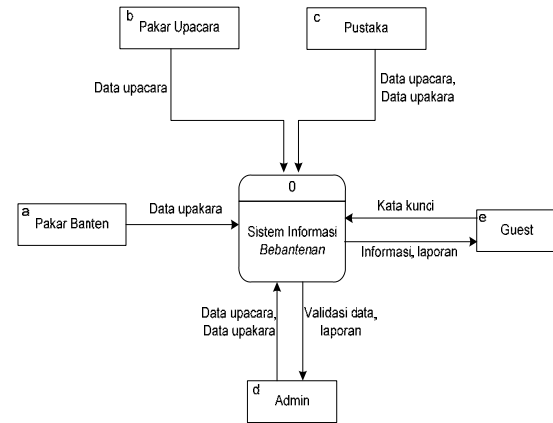 b
Pakar Upacara
c
Pustaka
Data upacara
Data upacara,
Data upakara
0
Sistem Informasi
Bebantenan
a
Pakar Banten
Data upakara
Kata kunci
e
Guest
Informasi, laporan
Data upacara,
Data upakara
Validasi data,
laporan
d
Admin